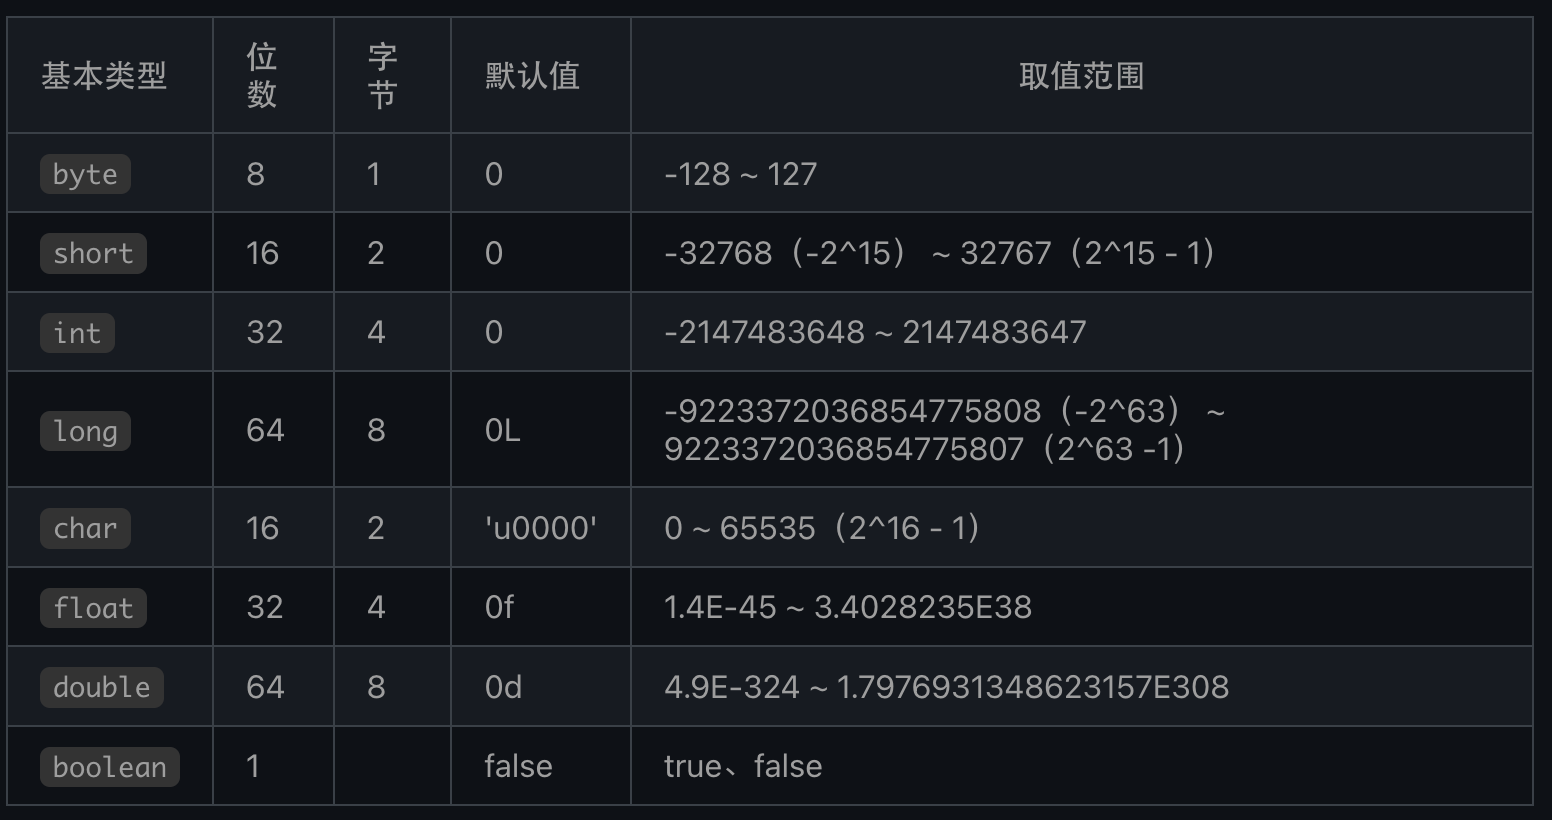 基本类型 位数 字节 默认值 取值范围
byte 8 1 0 -128 ~ 127
short 16 2 0 -32768（-2^15） ~ 32767（2^15 - 1）
int 32 4 0 -2147483648 ~ 2147483647
long 64 8 0L -9223372036854775808（-2^63） ~
9223372036854775807（2^63 -1）
char 16 2 'u0000' 0 ~ 65535（2^16 - 1）
float 32 4 0f 1.4E-45 ~ 3.4028235E38
double 64 8 0d 4.9E-324 ~ 1.7976931348623157E308
boolean 1 false true、false